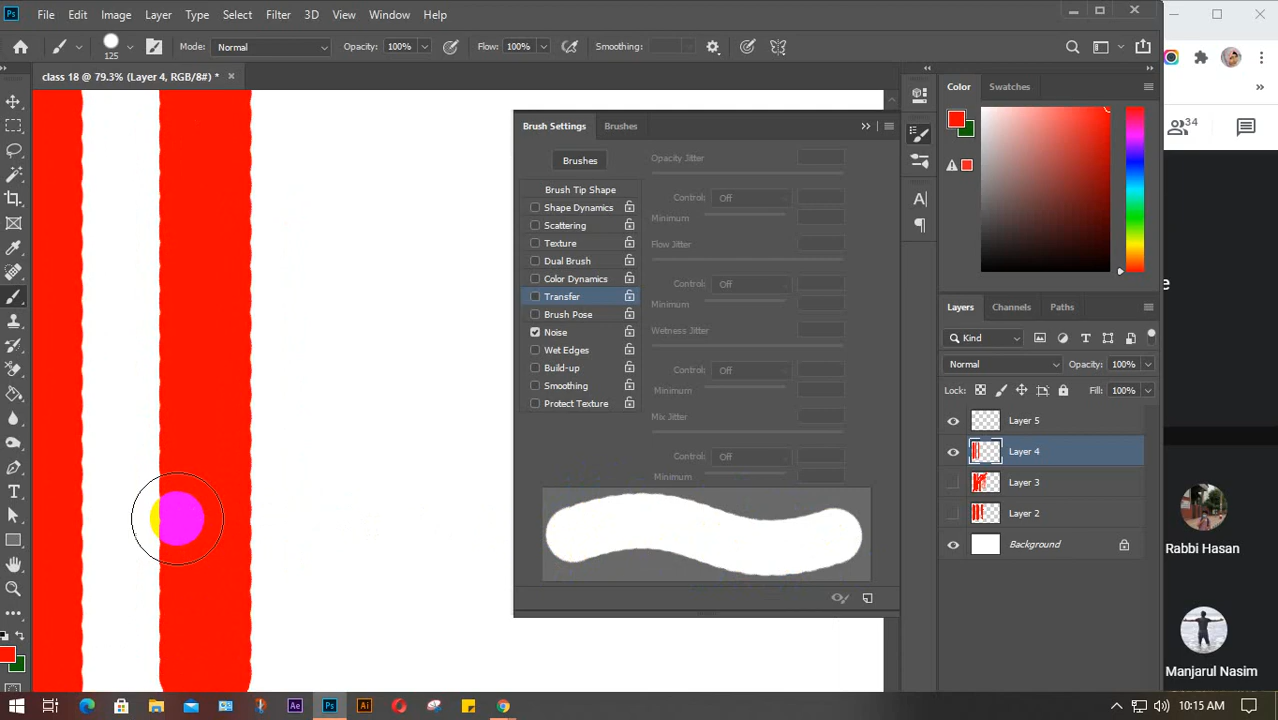 Ps File Edit Image Layer Type Select Filter 3D View Window Help
125 Mode: Normal Opacity: 100% Flow: 100% Smoothing:
class 18 @ 79.3% (Layer 4, RGB/8#) * ×
Color Swatches
34
Brush Settings Brushes
Brushes
Brush Tip Shape
Shape Dynamics
Scattering
Texture
Dual Brush
Color Dynamics
Transfer
Brush Pose
Noise
Wet Edges
Build-up
Smoothing
Protect Texture
Opacity Jitter
Control: Off
Minimum
Flow Jitter
Control: Off
Minimum
Wetness Jitter
Control: Off
Minimum
Mix Jitter
Control: Off
Minimum
Layers Channels Paths
Kind
Normal Opacity: 100%
Lock: Fill: 100%
Layer 5
Layer 4
Layer 3
Layer 2
Background
e
Rabbi Hasan
Manjarul Nasim
Ae Ps Ai 10:15 AM